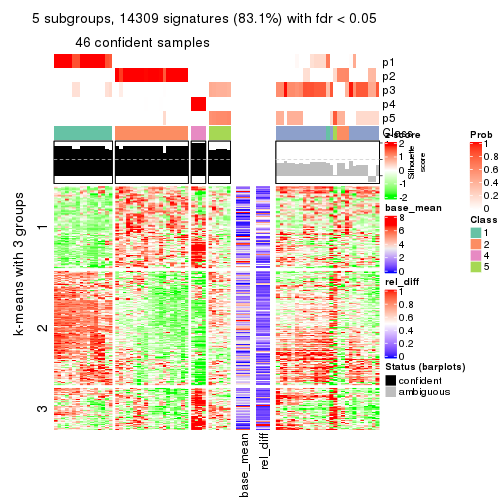 5 subgroups, 14309 signatures (83.1%) with fdr < 0.05
46 confident samples
p1
p2
p3
p4
p5
Class
k-means with 3 groups
1
2
3
base_mean
rel_diff
z-score
2
1
0
-1
-2
Silhouette
score
base_mean
8
6
4
2
0
rel_diff
1
0.8
0.6
0.4
0.2
0
Status (barplots)
confident
ambiguous
Prob
1
0.8
0.6
0.4
0.2
0
Class
1
2
4
5